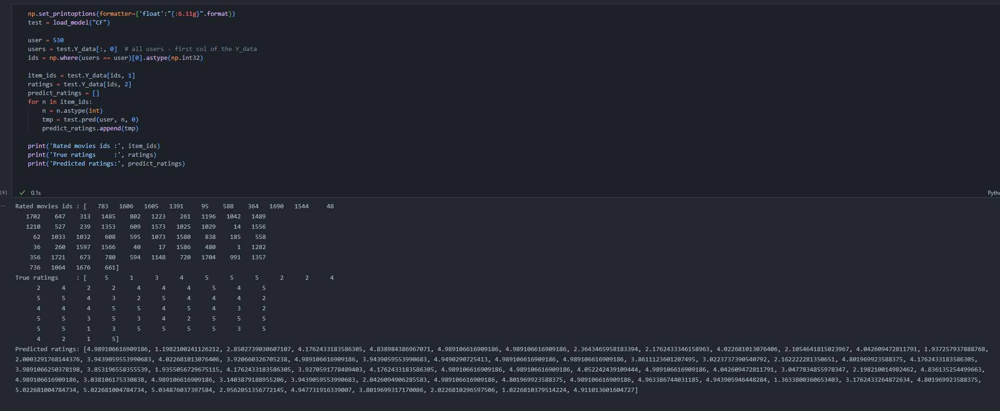 np.set_printoptions(formatter={'float':"{:6.11g}".format})
test = load_model("CF")
user = 530
users = test.Y_data[:, 0]  # all users - first col of the Y_data
ids = np.where(users == user)[0].astype(np.int32)
item_ids = test.Y_data[ids, 1]
ratings = test.Y_data[ids, 2]
predict_ratings = []
for n in item_ids:
    n = n.astype(int)
    tmp = test.pred(user, n, 0)
    predict_ratings.append(tmp)
print('Rated movies ids :', item_ids)
print('True ratings     :', ratings)
print('Predicted ratings:', predict_ratings)
[8] ✓ 0.1s
Rated movies ids : [   783   1606   1605   1391     95    588    364   1690   1544     48
   1702    647    313   1485    802   1223    261   1196   1042   1489
   1210    527    239   1353    609   1573   1025   1029     14   1556
     62   1033   1032    608    595   1073   1580    838    185    558
     36    260   1597   1566     40     17   1586    480      1   1282
    356   1721    673    780    594   1148    720   1704    991   1357
    736   1064   1676    661]
True ratings     : [     5      1      3      4      5      5      5      2      2      4
      2      4      2      2      4      4      4      5      4      5
      5      5      4      3      2      5      4      4      4      2
      4      4      4      5      5      4      5      4      3      2
      5      5      3      5      3      4      2      5      5      5
      5      5      1      3      5      5      5      5      3      5
      4      2      1      5]
Predicted ratings: [4.989106616909186, 1.1982100241126212, 2.8502739030607107, 4.1762433183586305, 4.838984386967071, 4.989106616909186, 4.989106616909186, 2.3643465958183394, 2.1762433346158963, 4.022681013076406, 2.1054641815023967, 4.042609472811791, 1.937257937888768,
2.0003291768144376, 3.9439059553990683, 4.022681013076406, 3.920660326705238, 4.989106616909186, 3.9439059553990683, 4.9490290725413, 4.989106616909186, 4.989106616909186, 3.8611123601207495, 3.0223737390540792, 2.162222281350651, 4.801969923588375, 4.1762433183586305,
3.9891066250378198, 3.853196558355539, 1.9355056729675115, 4.1762433183586305, 3.9270591778489403, 4.1762433183586305, 4.989106616909186, 4.989106616909186, 4.052242439109444, 4.989106616909186, 4.042609472811791, 3.0477834855978347, 2.198210014982462, 4.836135254499663,
4.989106616909186, 3.038106175330838, 4.989106616909186, 3.1403879188955206, 3.9439059553990683, 2.0426094906285583, 4.989106616909186, 4.801969923588375, 4.989106616909186, 4.963386744031185, 4.943905946448284, 1.3633800360653403, 3.1762433264872634, 4.801969923588375,
5.022681004784734, 5.022681004784734, 5.034876037397584, 2.9562051356772145, 4.947731916339007, 3.8019699317170086, 2.0226810296597506, 1.0226810379514224, 4.911013601604727]